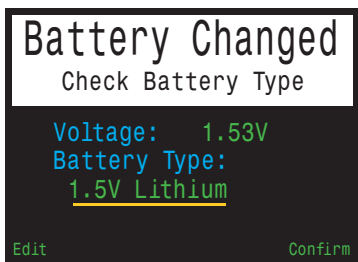 Battery Changed
Check Battery Type
Voltage: 1.53V
Battery Type:
1.5V Lithium
Edit Confirm